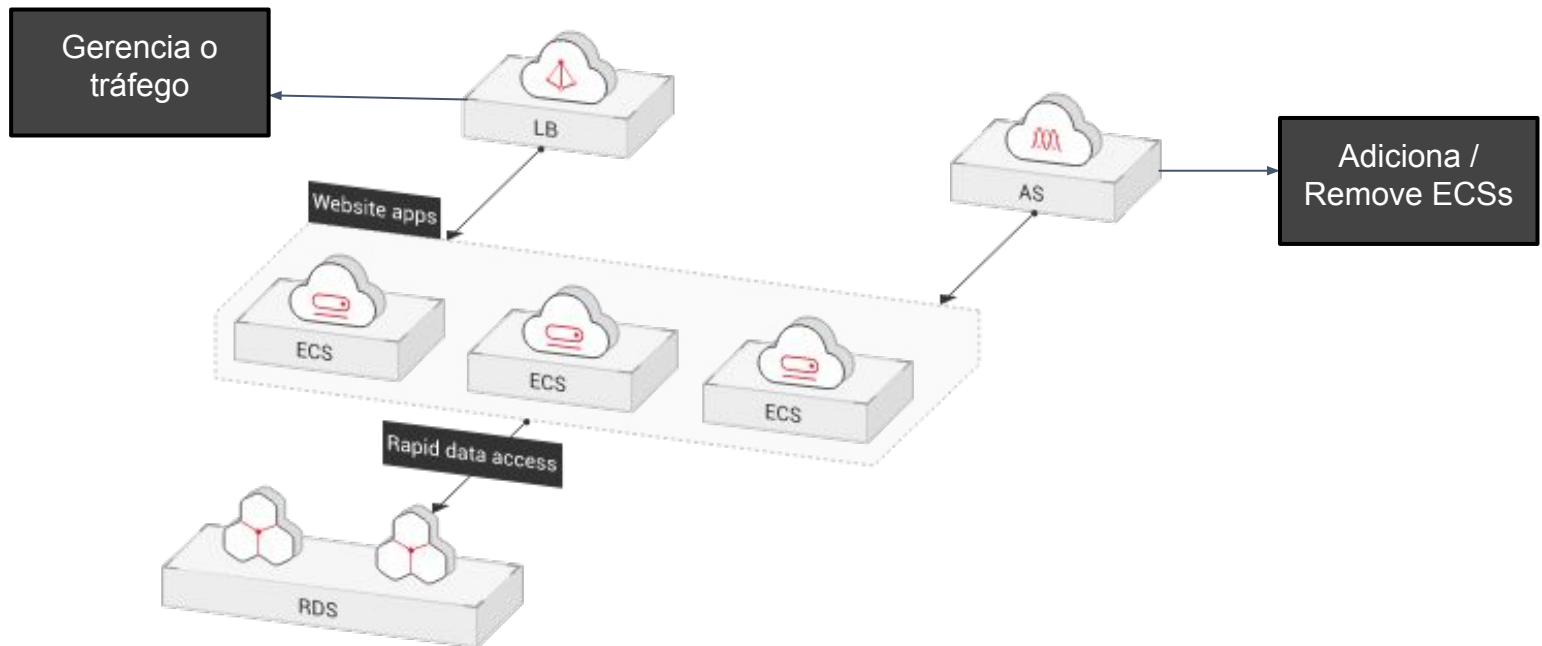 Gerencia o
tráfego
LB
AS
Adiciona /
Remove ECSs
Website apps
ECS
ECS
ECS
Rapid data access
RDS